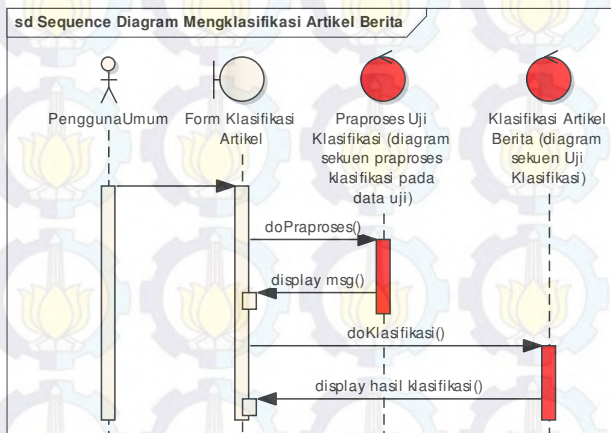 sd Sequence Diagram Mengklasifikasi Artikel Berita
PenggunaUmum
Form Klasifikasi
Artikel
Praproses Uji
Klasifikasi (diagram
sekuen praproses
klasifikasi pada
data uji)
Klasifikasi Artikel
Berita (diagram
sekuen Uji
Klasifikasi)
doPraproses()
display msg()
doKlasifikasi()
display hasil klasifikasi()